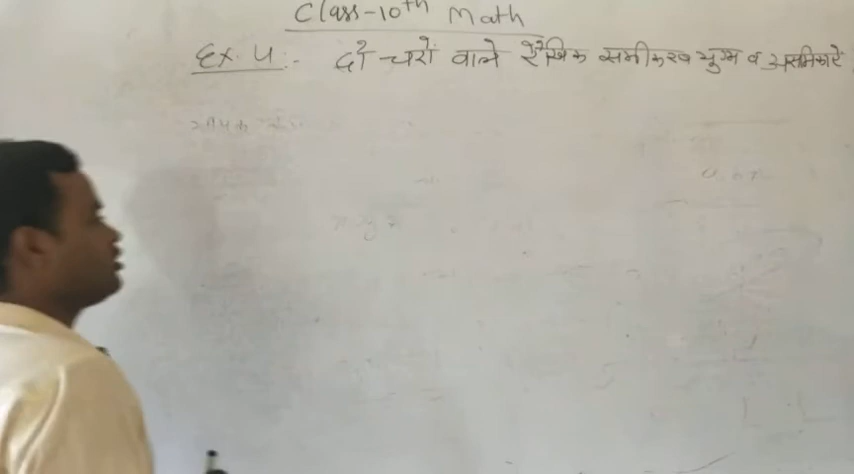 Class-10th Math
Ex. 4:- दो चरों वाले रैखिक समीकरण युग्म व असमिकाएें